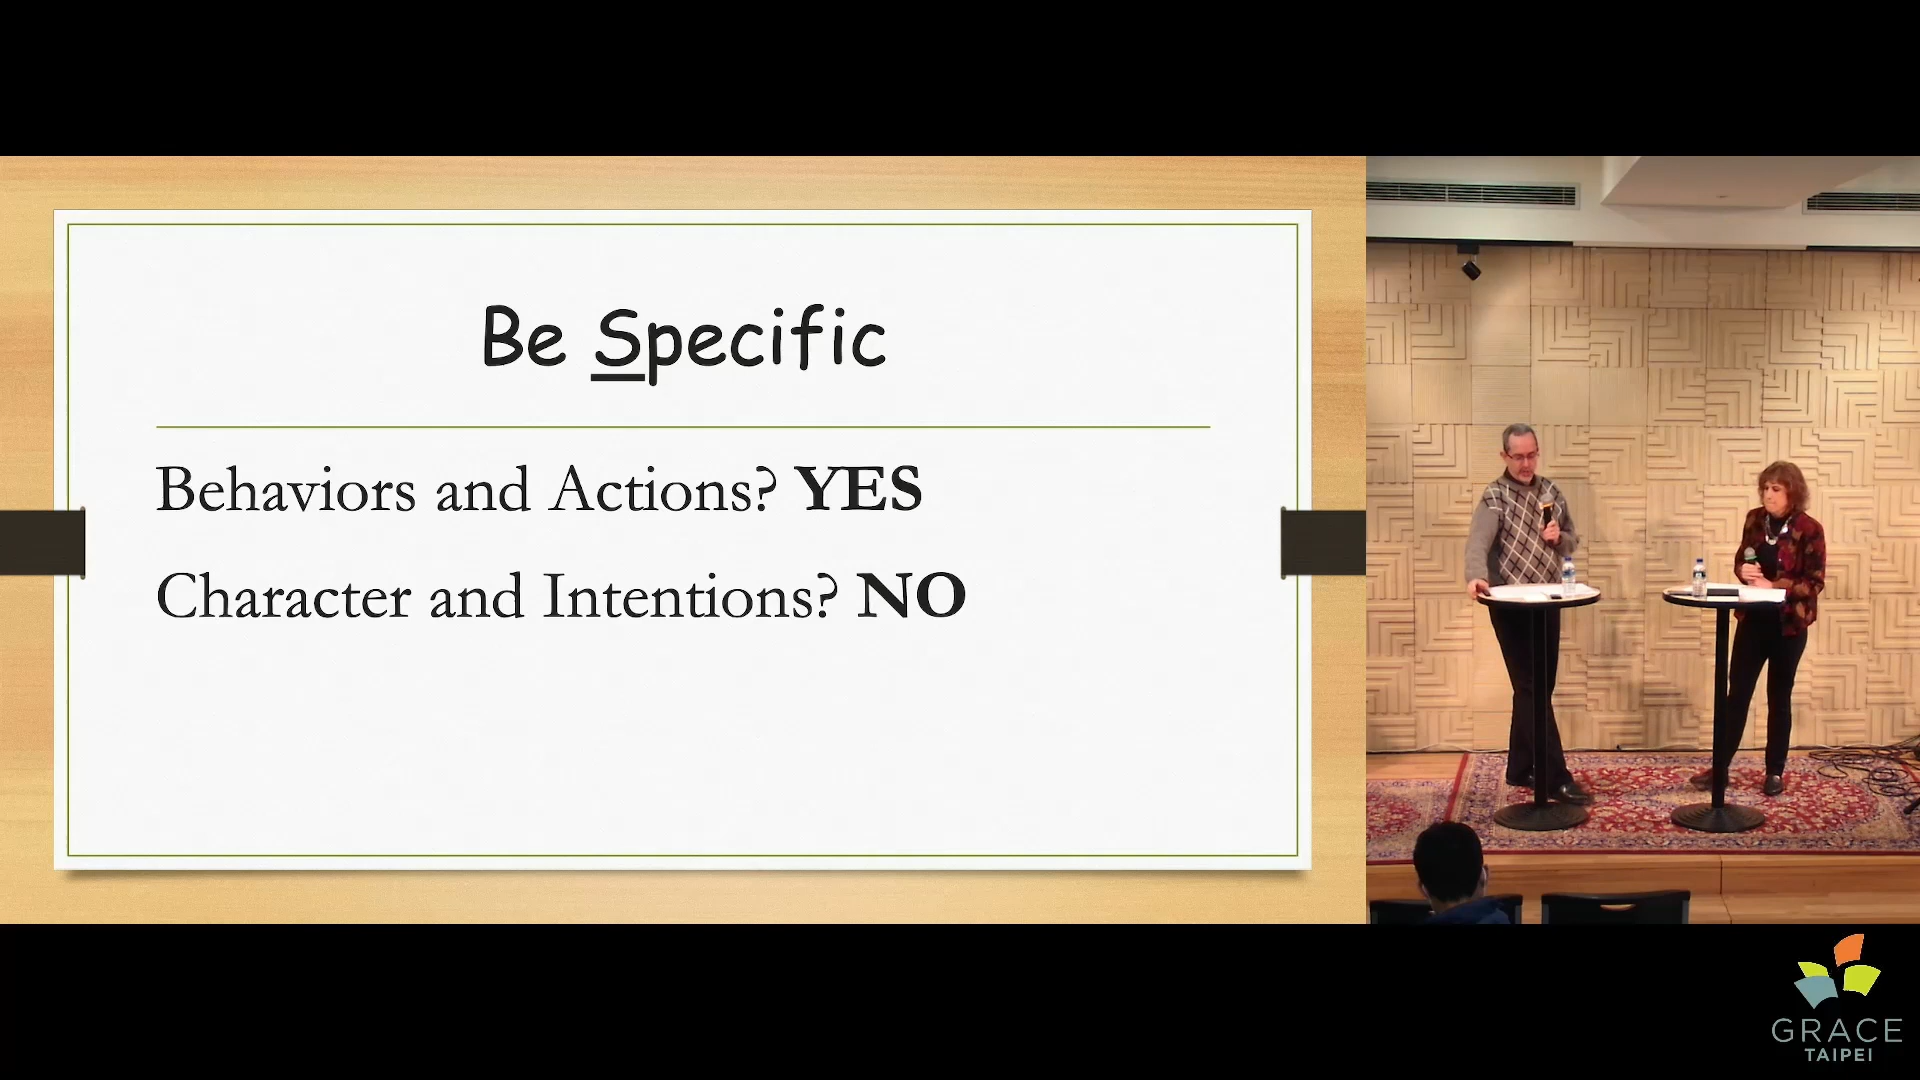 Be Specific
Behaviors and Actions? YES
Character and Intentions? NO
GRACE
TAIPEI